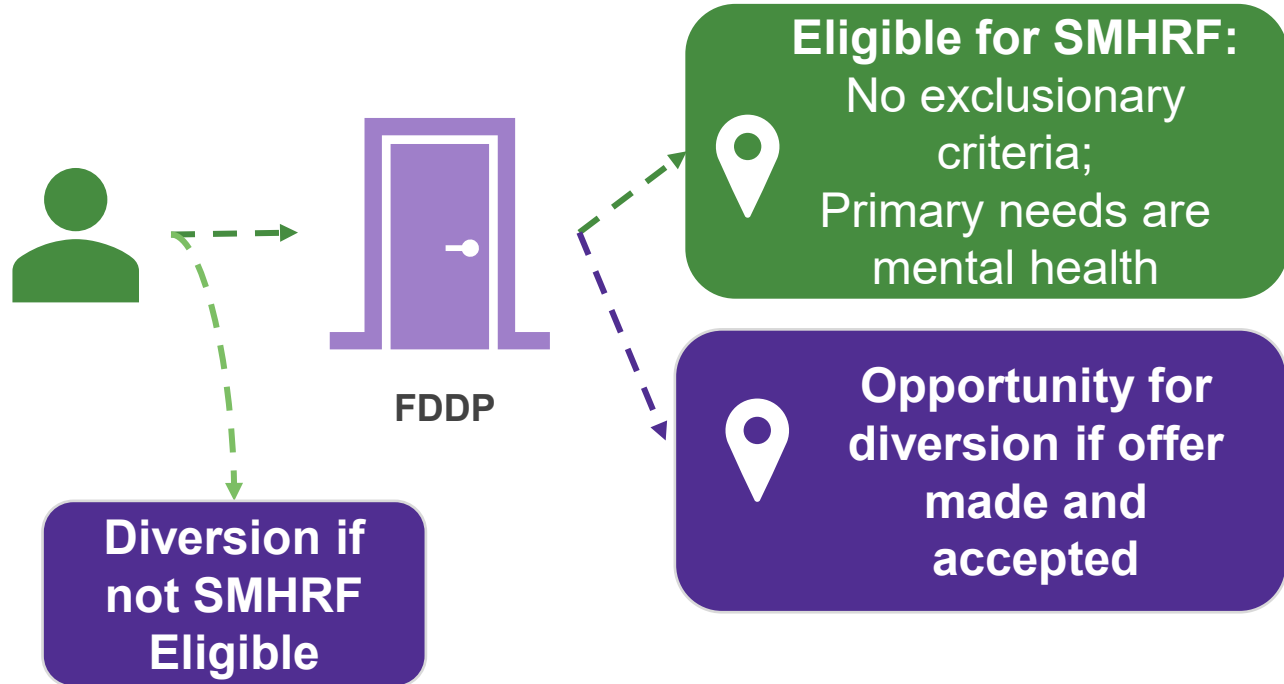 Eligible for SMHRF:
No exclusionary
criteria;
Primary needs are
mental health
FDDP
Opportunity for
diversion if offer
made and
accepted
Diversion if
not SMHRF
Eligible